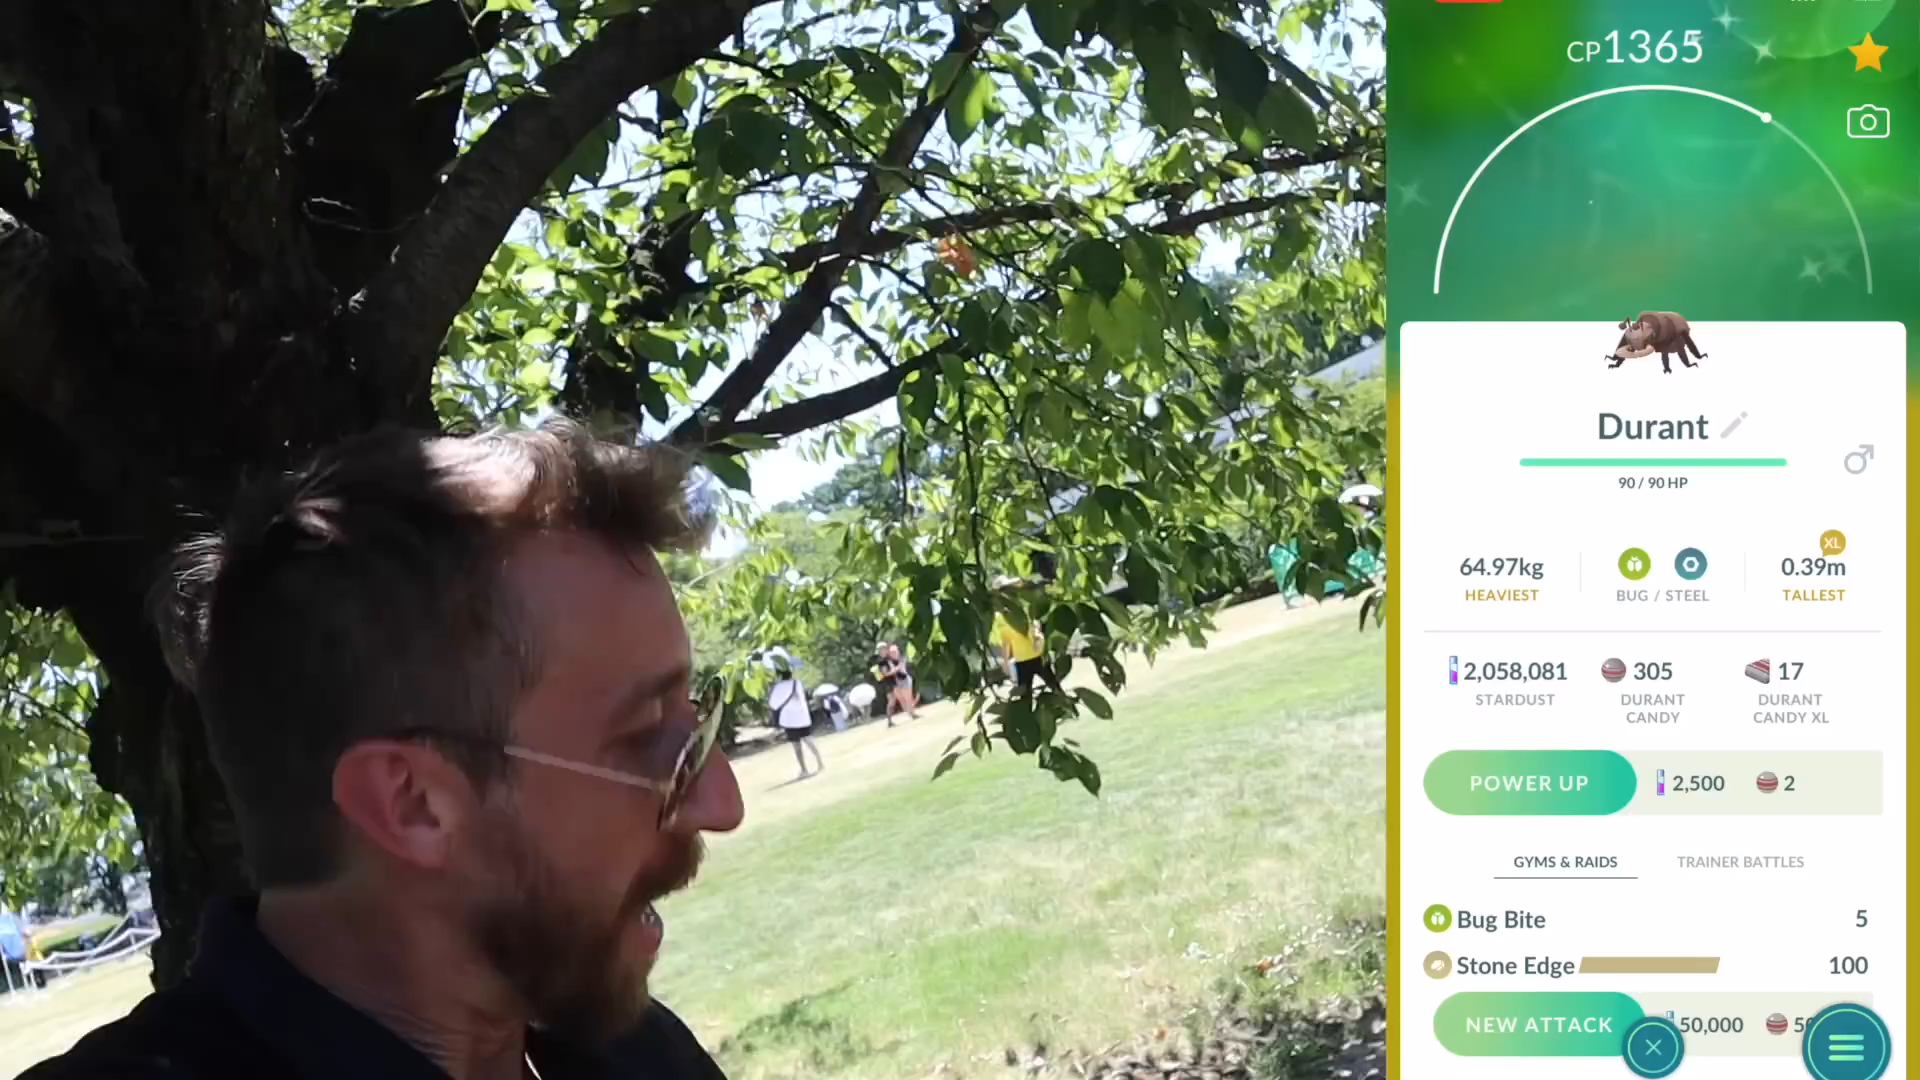 CP1365
Durant
90 / 90 HP
XL
64.97kg
0.39m
HEAVIEST
BUG / STEEL
TALLEST
2,058,081
305
17
STARDUST
DURANT
CANDY
DURANT
CANDY XL
POWER UP
2,500
2
GYMS & RAIDS
TRAINER BATTLES
Bug Bite
5
Stone Edge
100
NEW ATTACK
50,000